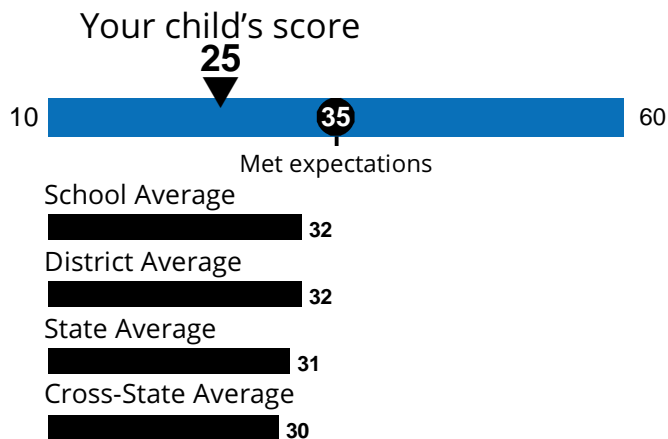 Your child’s score
25
10 35 60
Met expectations
School Average
32
District Average
32
State Average
31
Cross-State Average
30